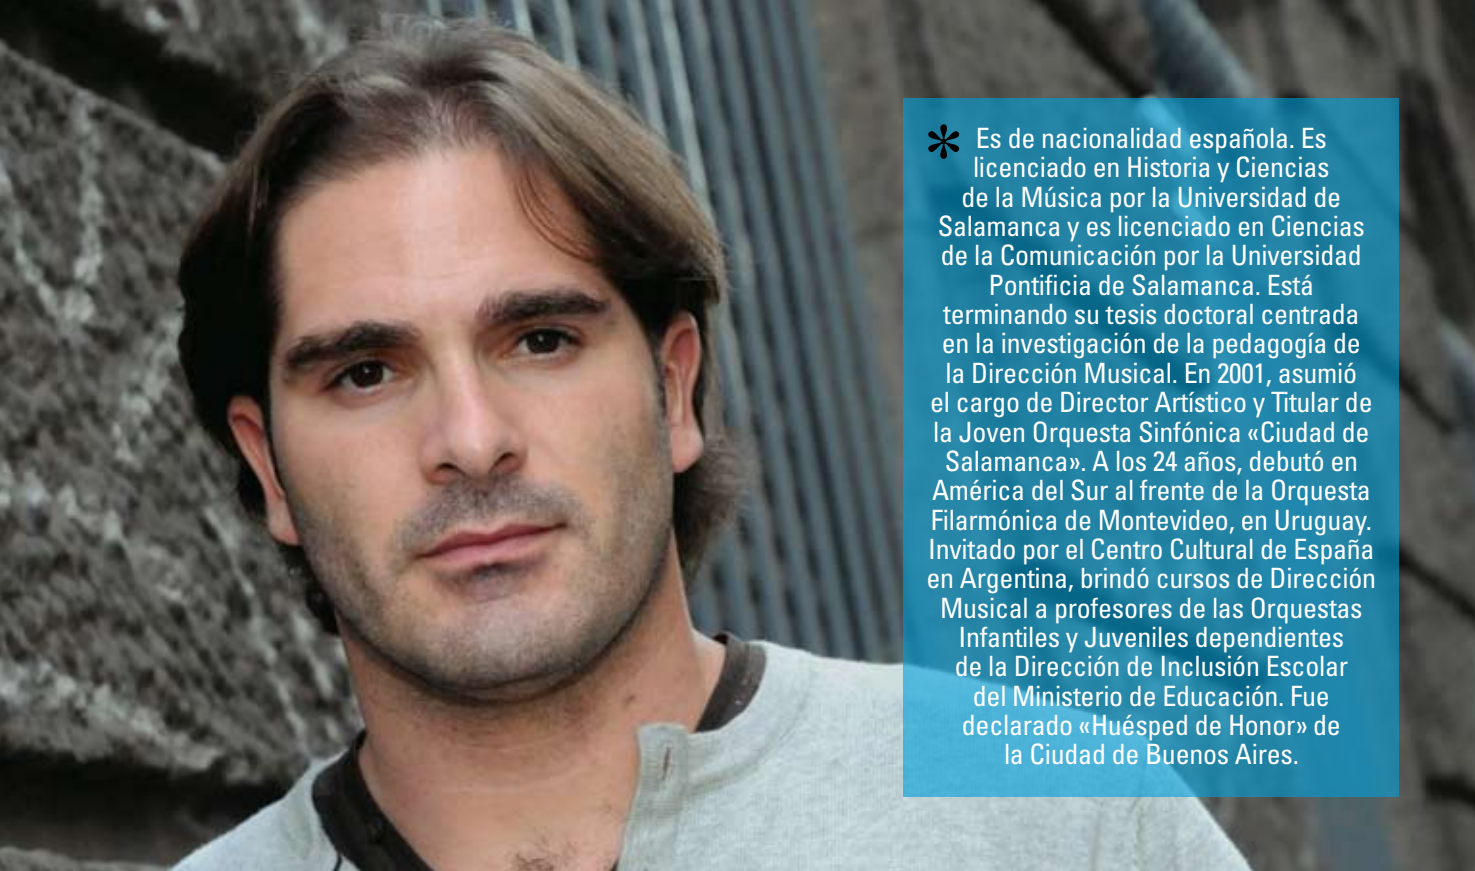 * Es de nacionalidad española. Es
licenciado en Historia y Ciencias
de la Música por la Universidad de
Salamanca y es licenciado en Ciencias
de la Comunicación por la Universidad
Pontificia de Salamanca. Está
terminando su tesis doctoral centrada
en la investigación de la pedagogía de
la Dirección Musical. En 2001, asumió
el cargo de Director Artístico y Titular de
la Joven Orquesta Sinfónica «Ciudad de
Salamanca». A los 24 años, debutó en
América del Sur al frente de la Orquesta
Filarmónica de Montevideo, en Uruguay.
Invitado por el Centro Cultural de España
en Argentina, brindó cursos de Dirección
Musical a profesores de las Orquestas
Infantiles y Juveniles dependientes
de la Dirección de Inclusión Escolar
del Ministerio de Educación. Fue
declarado «Huésped de Honor» de
la Ciudad de Buenos Aires.